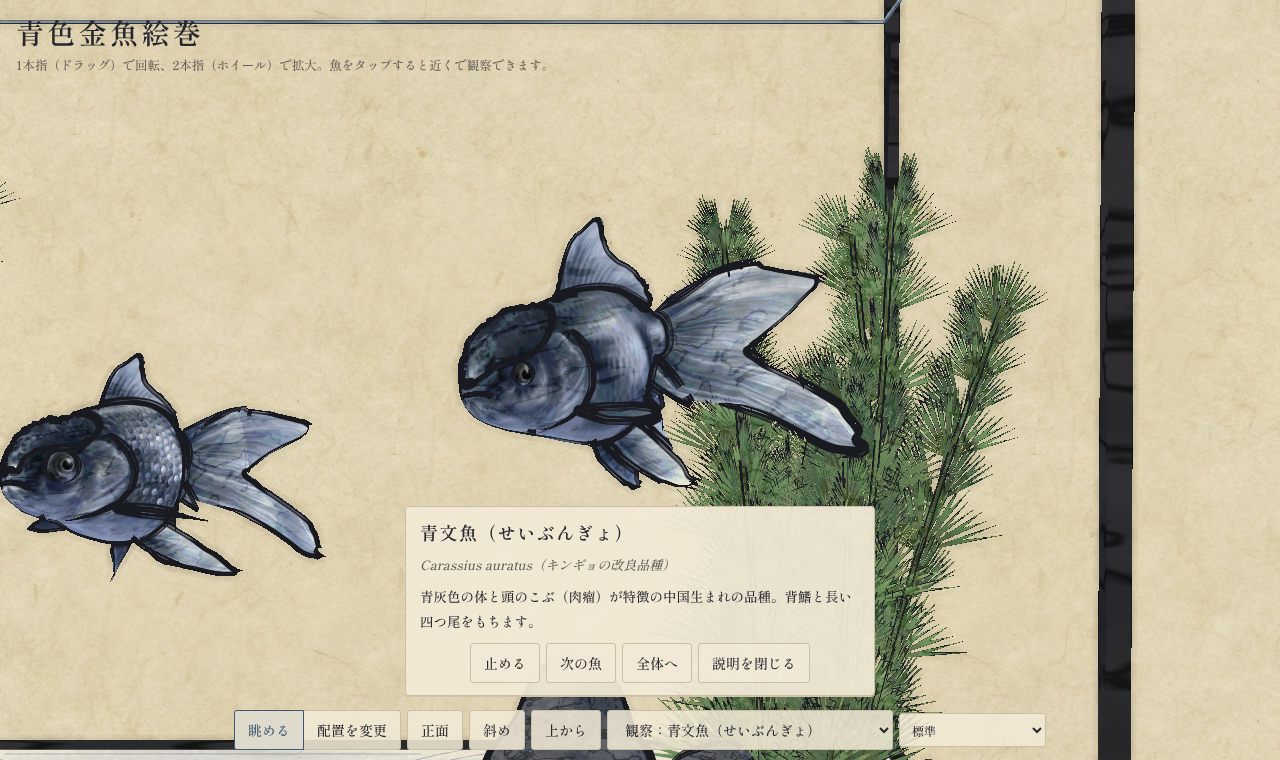 青色金魚絵巻
1本指（ドラッグ）で回転、2本指（ホイール）で拡大。魚をタップすると近くで観察できます。
青文魚（せいぶんぎょ）
Carassius auratus（キンギョの改良品種）
青灰色の体と頭のこぶ（肉瘤）が特徴の中国生まれの品種。背鰭と長い
四つ尾をもちます。
止める 次の魚 全体へ 説明を閉じる
眺める 配置を変更 正面 斜め 上から 観察：青文魚（せいぶんぎょ） 標準